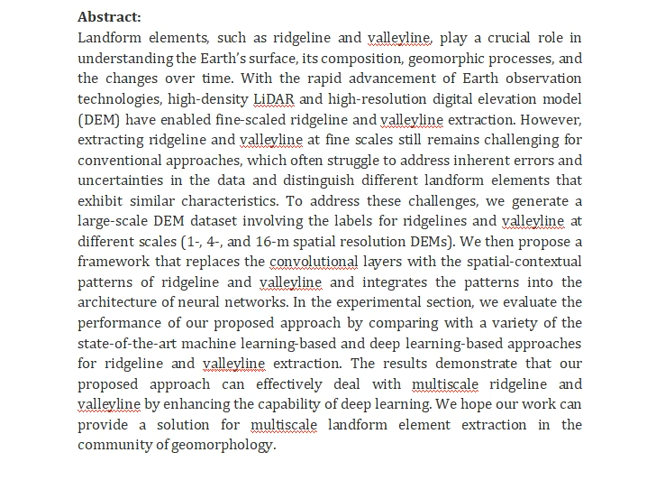 Abstract:
Landform elements, such as ridgeline and valleyline, play a crucial role in
understanding the Earth's surface, its composition, geomorphic processes, and
the changes over time. With the rapid advancement of Earth observation
technologies, high-density LiDAR and high-resolution digital elevation model
(DEM) have enabled fine-scaled ridgeline and valleyline extraction. However,
extracting ridgeline and valleyline at fine scales still remains challenging for
conventional approaches, which often struggle to address inherent errors and
uncertainties in the data and distinguish different landform elements that
exhibit similar characteristics. To address these challenges, we generate a
large-scale DEM dataset involving the labels for ridgelines and valleyline at
different scales (1-, 4-, and 16-m spatial resolution DEMs). We then propose a
framework that replaces the convolutional layers with the spatial-contextual
patterns of ridgeline and valleyline and integrates the patterns into the
architecture of neural networks. In the experimental section, we evaluate the
performance of our proposed approach by comparing with a variety of the
state-of-the-art machine learning-based and deep learning-based approaches
for ridgeline and valleyline extraction. The results demonstrate that our
proposed approach can effectively deal with multiscale ridgeline and
valleyline by enhancing the capability of deep learning. We hope our work can
provide a solution for multiscale landform element extraction in the
community of geomorphology.